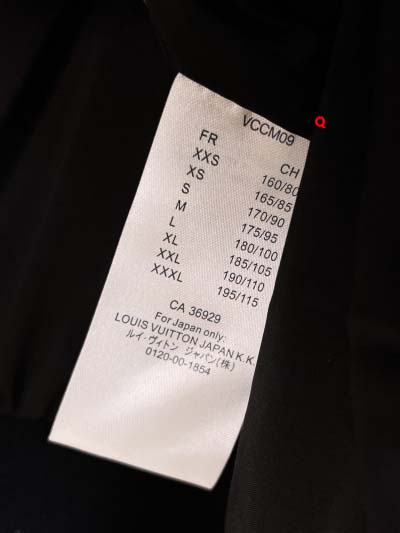 VCCM09
FR CH
XXS 160/80
XS 165/85
S 170/90
M 175/95
L 180/100
XL 185/105
XXL 190/110
XXXL 195/115
CA 36929
For Japan only:
LOUIS VUITTON JAPAN K.K.
ルイ・ヴィトン ジャパン(株)
0120-00-1854